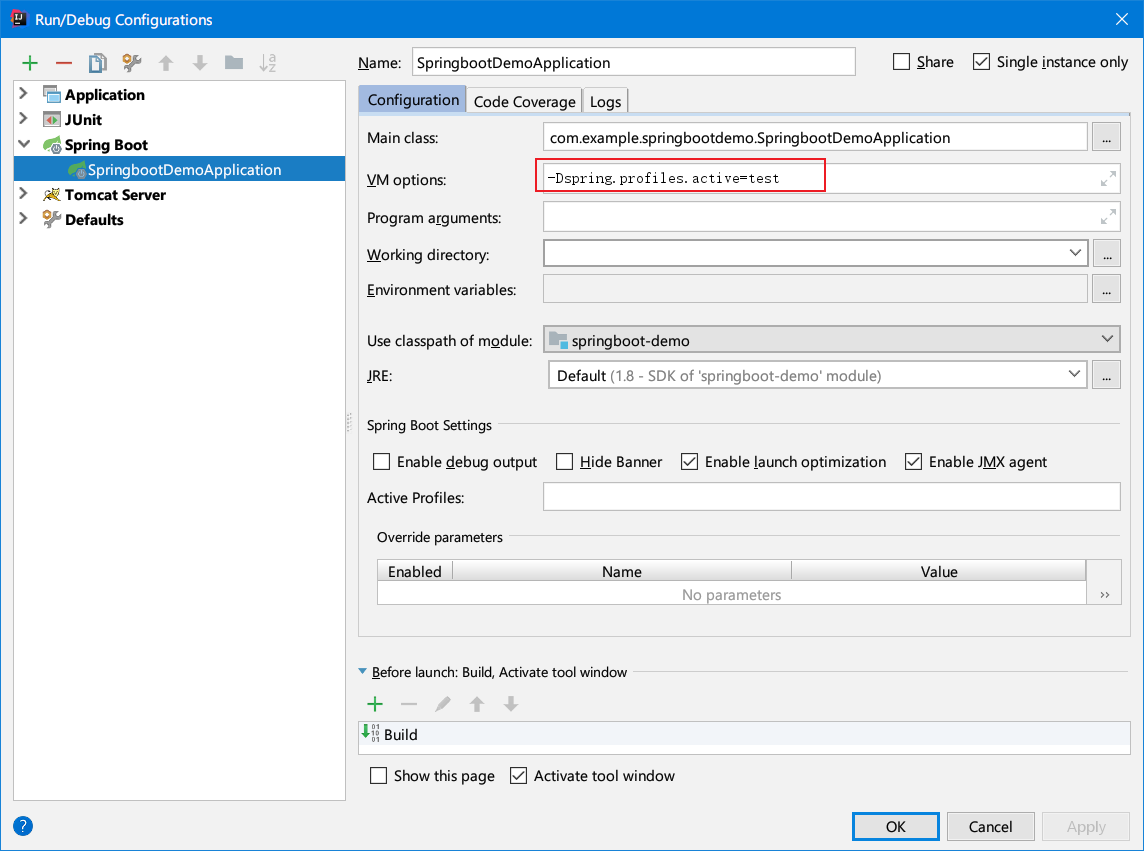 Run/Debug Configurations
Name: SpringbootDemoApplication
Share
Single instance only
Application
JUnit
Spring Boot
SpringbootDemoApplication
Tomcat Server
Defaults
Configuration
Code Coverage
Logs
Main class: com.example.springbootdemo.SpringbootDemoApplication ...
VM options: -Dspring.profiles.active=test
Program arguments:
Working directory: ...
Environment variables: ...
Use classpath of module: springboot-demo
JRE: Default (1.8 - SDK of 'springboot-demo' module) ...
Spring Boot Settings
Enable debug output
Hide Banner
Enable launch optimization
Enable JMX agent
Active Profiles:
Override parameters
Enabled Name Value
No parameters
Before launch: Build, Activate tool window
Build
Show this page
Activate tool window
? OK Cancel Apply